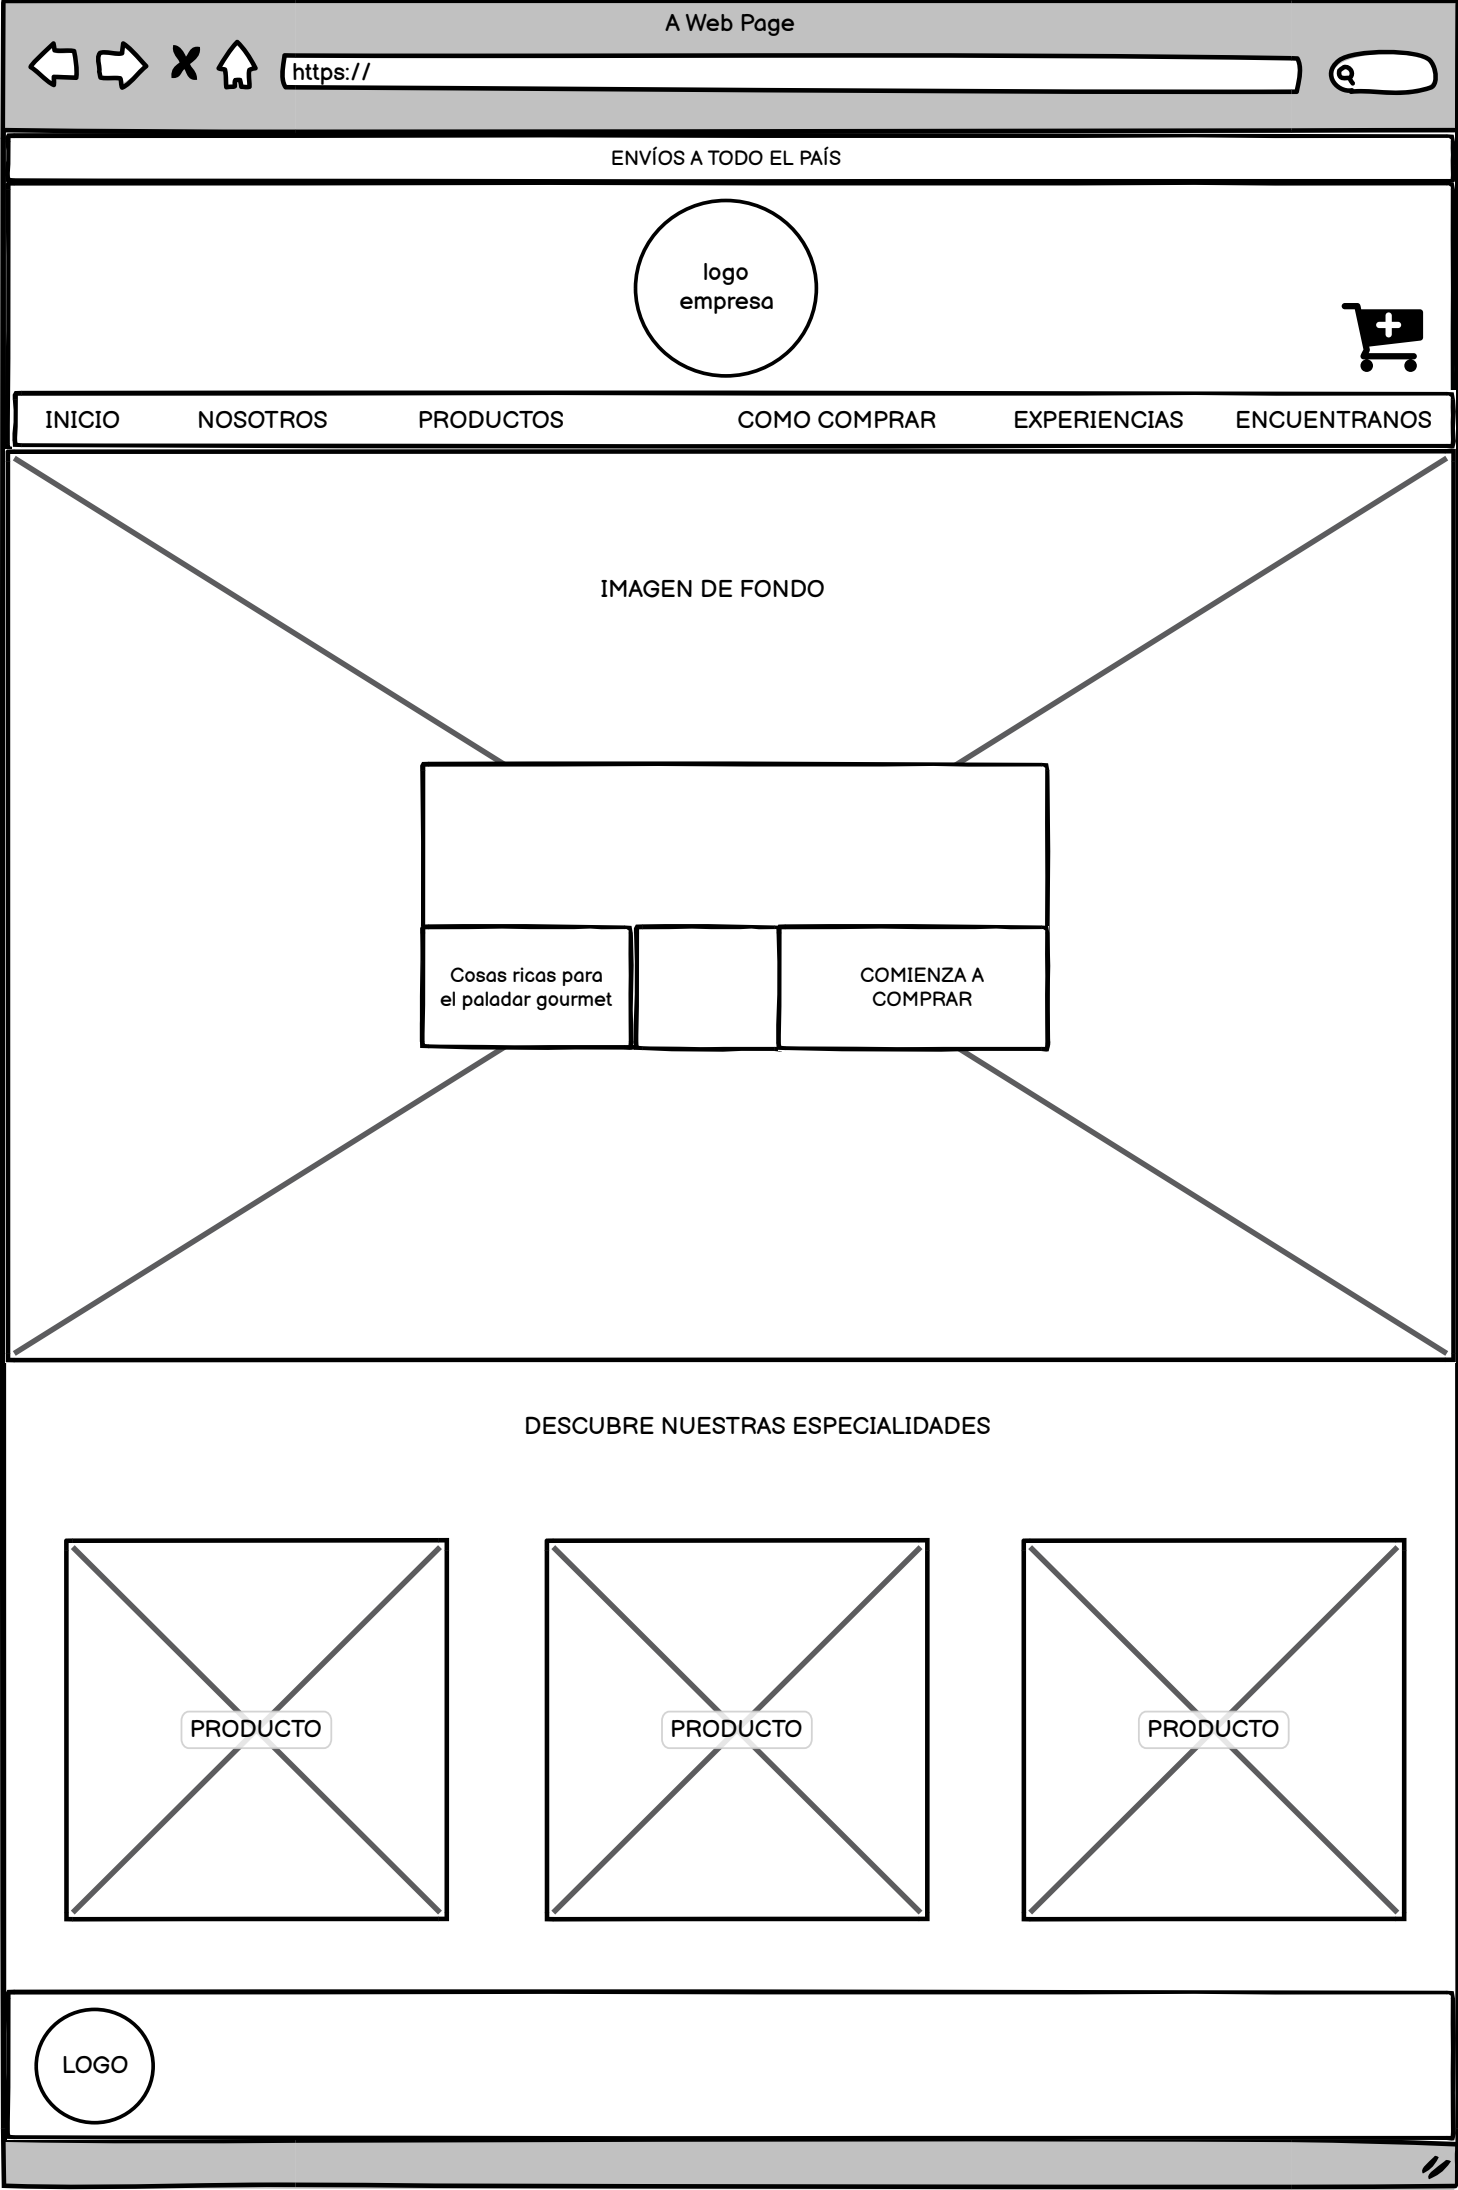 A Web Page
https://
ENVÍOS A TODO EL PAÍS
logo
empresa
INICIO NOSOTROS PRODUCTOS COMO COMPRAR EXPERIENCIAS ENCUENTRANOS
IMAGEN DE FONDO
Cosas ricas para
el paladar gourmet
COMIENZA A
COMPRAR
DESCUBRE NUESTRAS ESPECIALIDADES
PRODUCTO PRODUCTO PRODUCTO
LOGO